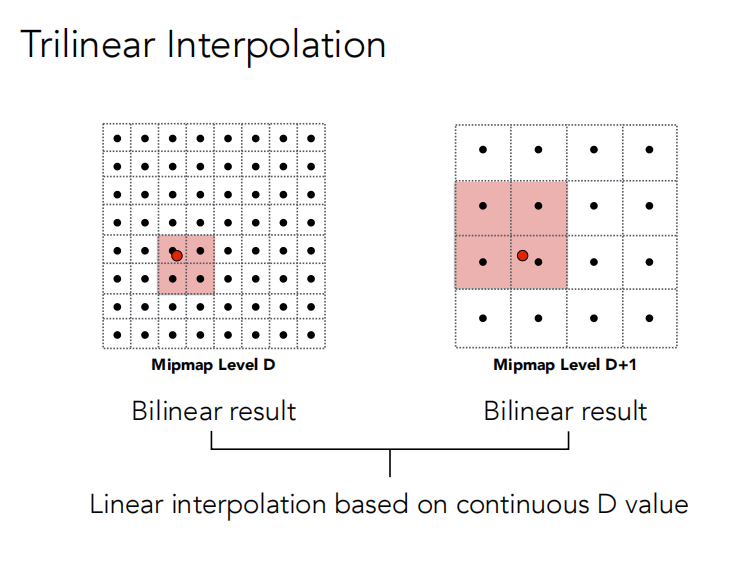 Trilinear Interpolation
Mipmap Level D
Mipmap Level D+1
Bilinear result
Bilinear result
Linear interpolation based on continuous D value